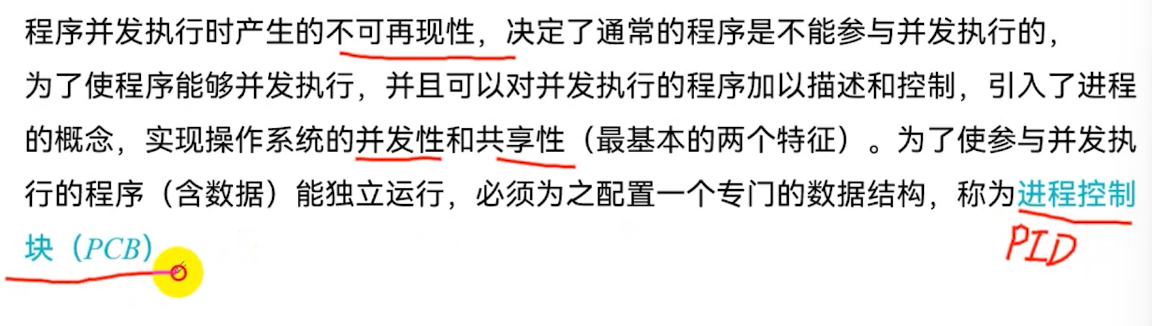 程序并发执行时产生的不可再现性，决定了通常的程序是不能参与并发执行的，
为了使程序能够并发执行，并且可以对并发执行的程序加以描述和控制，引入了进程
的概念，实现操作系统的并发性和共享性（最基本的两个特征）。为了使参与并发执
行的程序（含数据）能独立运行，必须为之配置一个专门的数据结构，称为进程控制
块（PCB）
PID